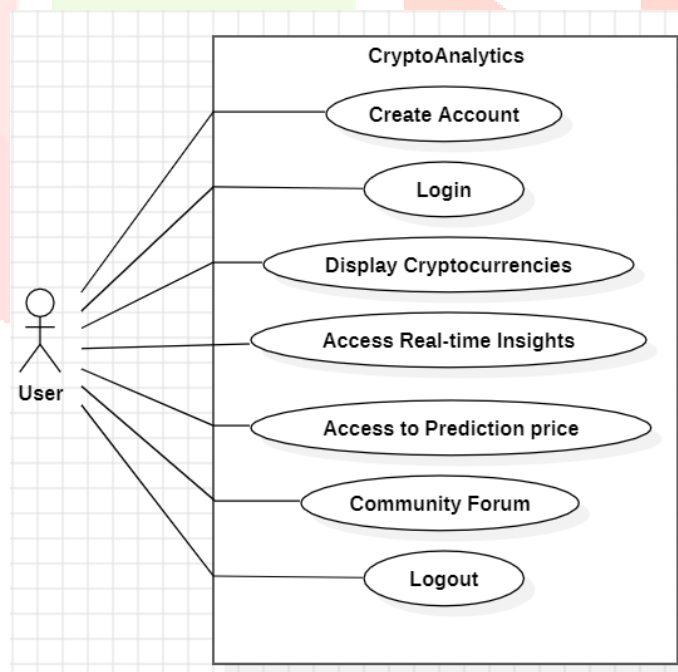 CryptoAnalytics
Create Account
Login
Display Cryptocurrencies
Access Real-time Insights
User
Access to Prediction price
Community Forum
Logout